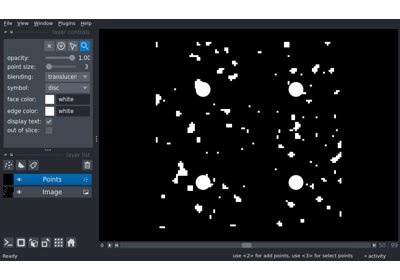 File View Window Plugins Help
layer controls
opacity: 1.00
point size: 3
blending: translucen
symbol: disc
face color: white
edge color: white
display text:
out of slice:
layer list
Points
Image
0 50 99
Ready use <2> for add points, use <3> for select points activity